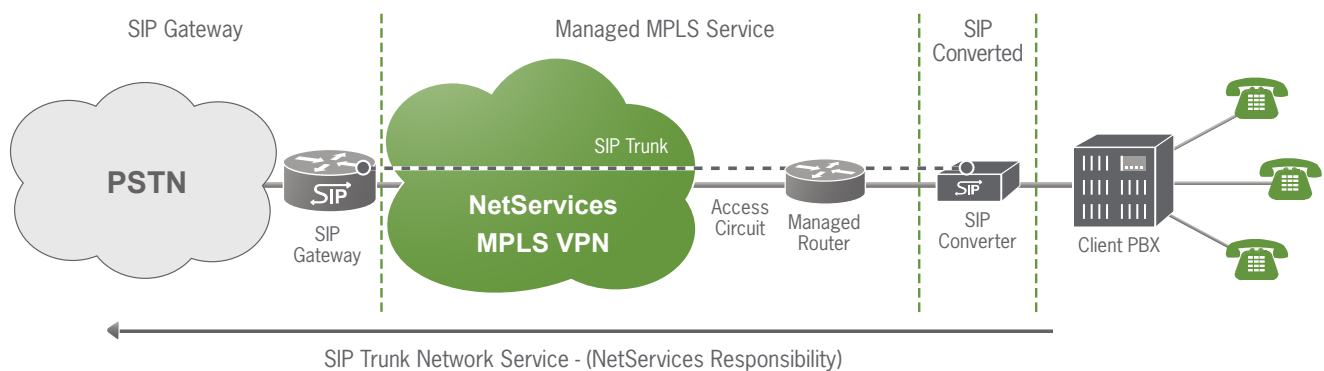 SIP Gateway
Managed MPLS Service
SIP
Converted
PSTN
SIP
SIP
Gateway
SIP Trunk
NetServices
MPLS VPN
Access
Circuit
Managed
Router
SIP
SIP
Converter
Client PBX
SIP Trunk Network Service - (NetServices Responsibility)